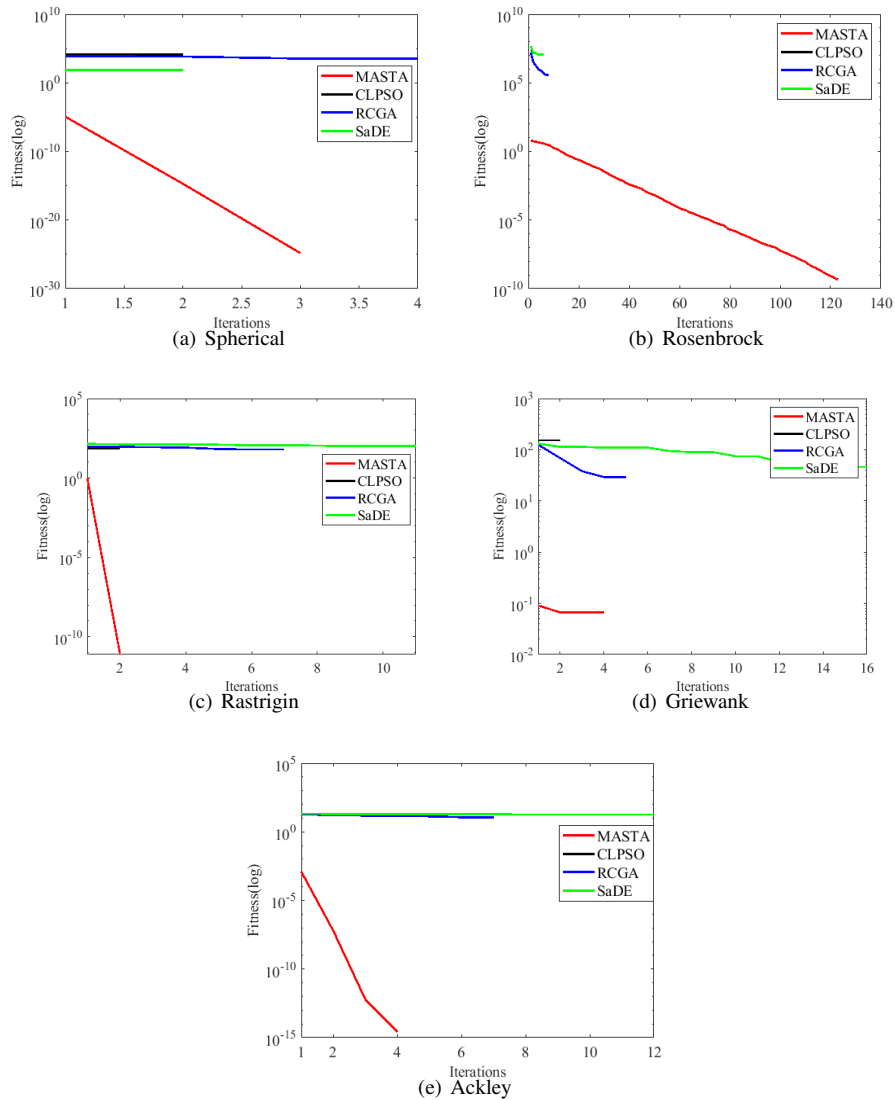 10^10
10^0
10^-10
10^-20
10^-30
Fitness(log)
1
1.5
2
2.5
3
3.5
4
Iterations
MASTA
CLPSO
RCGA
SaDE
(a) Spherical
10^10
10^5
10^0
10^-5
10^-10
Fitness(log)
0
20
40
60
80
100
120
140
Iterations
MASTA
CLPSO
RCGA
SaDE
(b) Rosenbrock
10^5
10^0
10^-5
10^-10
Fitness(log)
2
4
6
8
10
Iterations
MASTA
CLPSO
RCGA
SaDE
(c) Rastrigin
10^3
10^2
10^1
10^0
10^-1
10^-2
Fitness(log)
2
4
6
8
10
12
14
16
Iterations
MASTA
CLPSO
RCGA
SaDE
(d) Griewank
10^5
10^0
10^-5
10^-10
10^-15
Fitness(log)
1
2
4
6
8
10
12
Iterations
MASTA
CLPSO
RCGA
SaDE
(e) Ackley